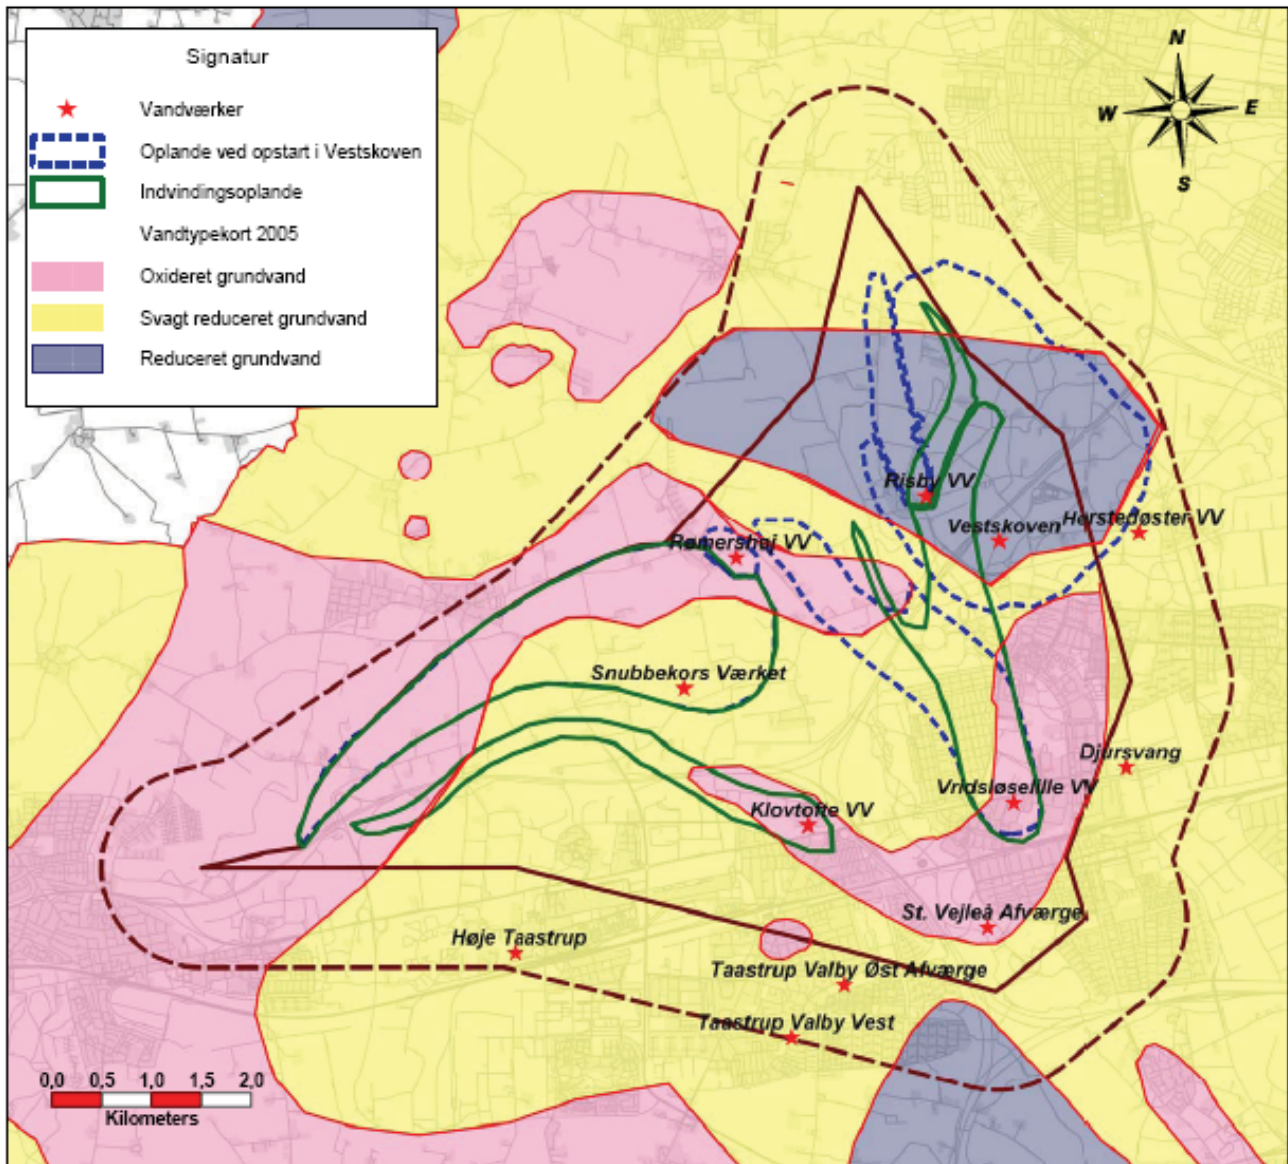 Signatur
Vandværker
Oplande ved opstart i Vestskoven
Indvindingsoplande
Vandtypekort 2005
Oxideret grundvand
Svagt reduceret grundvand
Reduceret grundvand
N
W
E
S
Risby VV
Vestskoven
Herstedøster VV
Rømershøj VV
Snubbekors Værket
Djursvang
Vridsløselille VV
Klovtofte VV
St. Vejleå Afværge
Høje Taastrup
Taastrup Valby Øst Afværge
Taastrup Valby Vest
0,0 0,5 1,0 1,5 2,0
Kilometers